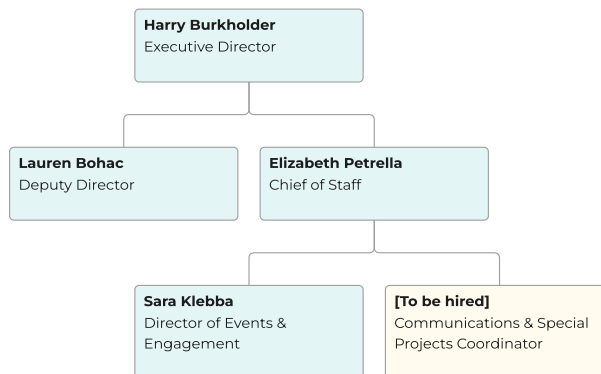 Harry Burkholder
Executive Director
Lauren Bohac
Deputy Director
Elizabeth Petrella
Chief of Staff
Sara Klebba
Director of Events &
Engagement
[To be hired]
Communications & Special
Projects Coordinator